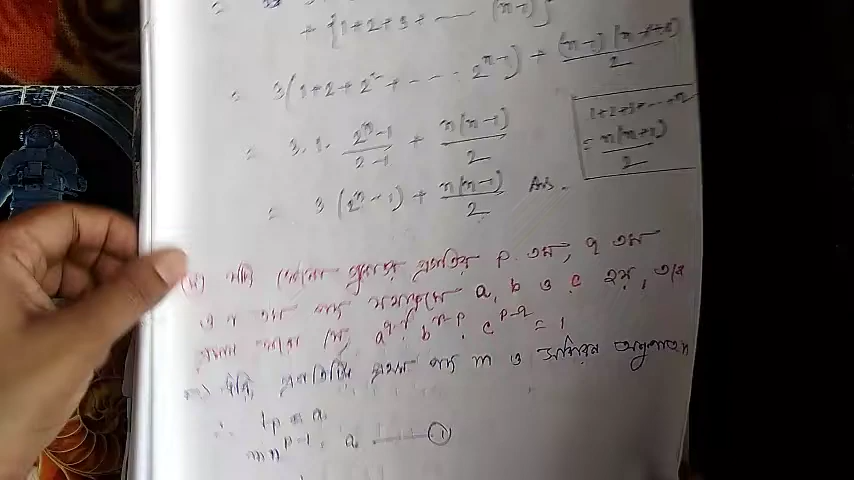 + {1+2+3+ ---- (n-1)}
= 3(1+2+2²+ ---- 2ⁿ⁻¹) + (n-1)(n-1+1)/2
= 3.1. (2ⁿ-1)/(2-1) + n(n-1)/2
1+2+3+----+n = n(n+1)/2
= 3(2ⁿ-1) + n(n-1)/2 Ans.
যদি কোনো গুণোত্তর প্রগতির p তম, q তম
ও r তম পদ যথাক্রমে a, b ও c হয়, তবে
প্রমাণ করো যে, a^(q-r). b^(r-p). c^(p-q) = 1
ধরি, প্রগতিটির প্রথম পদ m ও সাধারণ অনুপাত n
∴ tp = a
mn^(p-1) = a ——— (1)